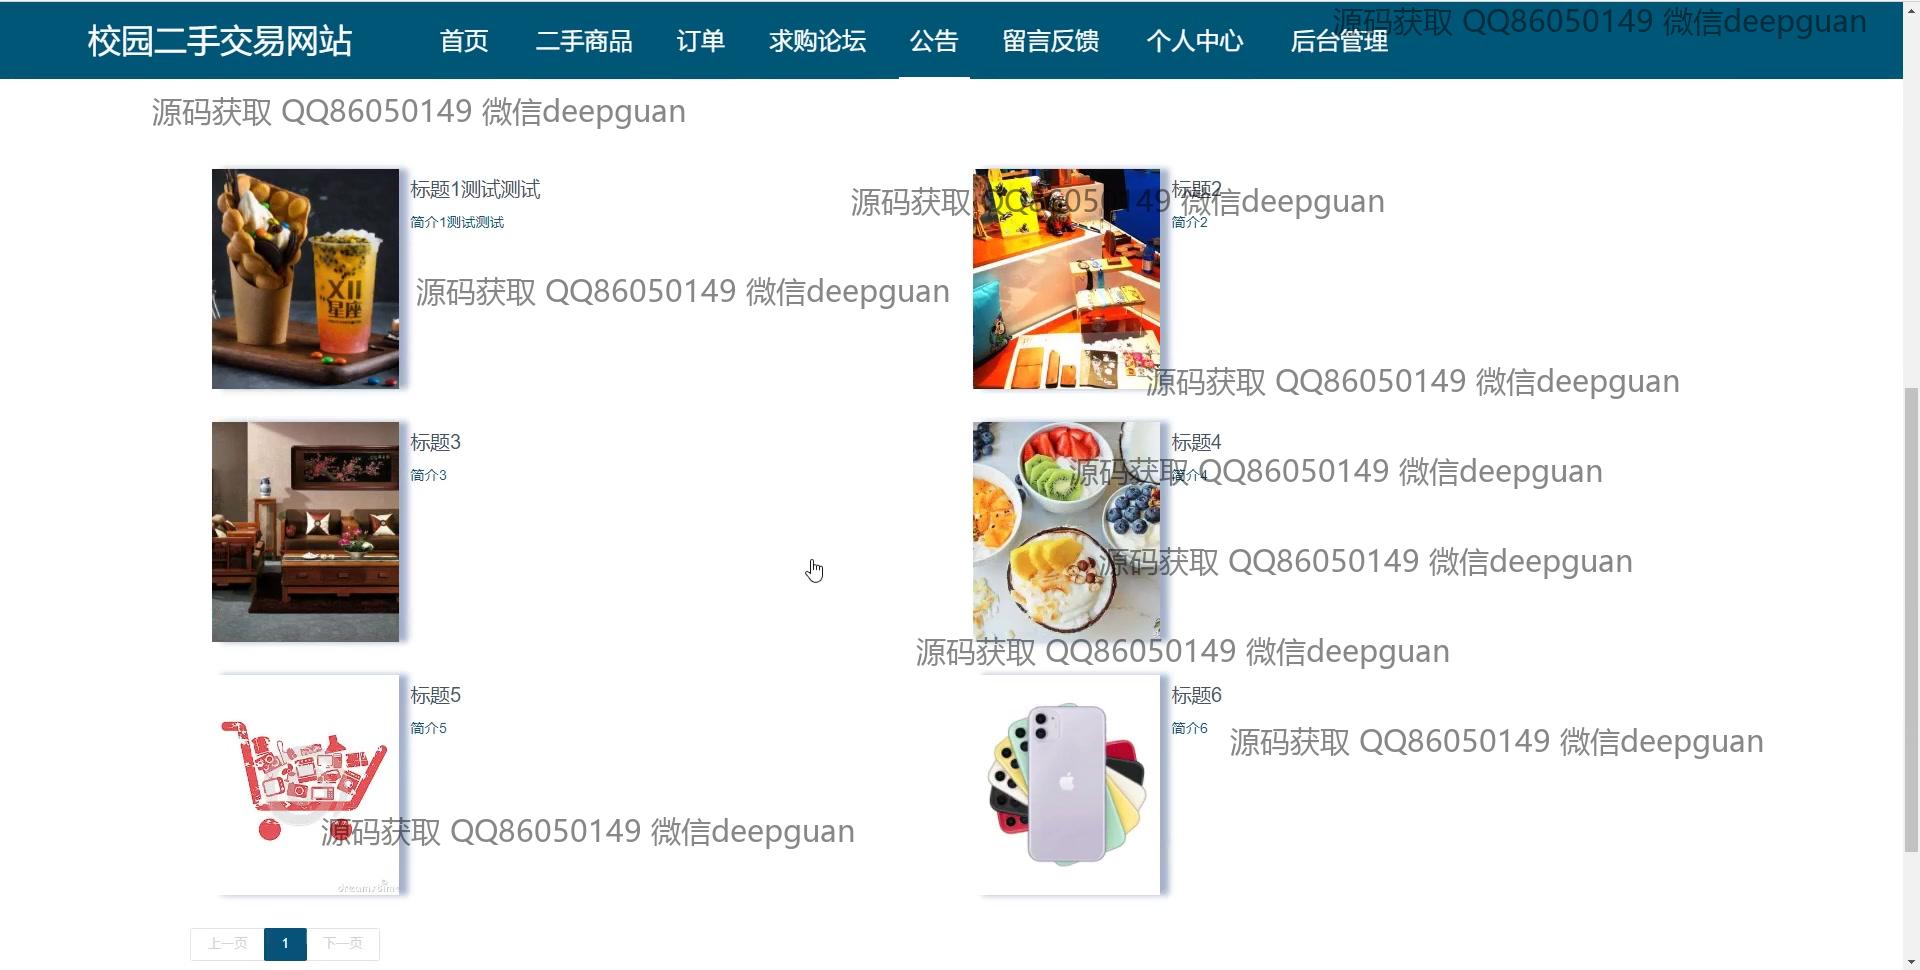 校园二手交易网站 首页 二手商品 订单 求购论坛 公告 留言反馈 个人中心 后台管理
源码获取 QQ86050149 微信deepguan
源码获取 QQ86050149 微信deepguan
标题1测试测试
简介1测试测试
XII
星座
标题2
简介2
源码获取 QQ86050149 微信deepguan
源码获取 QQ86050149 微信deepguan
源码获取 QQ86050149 微信deepguan
标题3
简介3
标题4
简介4
源码获取 QQ86050149 微信deepguan
源码获取 QQ86050149 微信deepguan
源码获取 QQ86050149 微信deepguan
标题5
简介5
标题6
简介6
源码获取 QQ86050149 微信deepguan
源码获取 QQ86050149 微信deepguan
上一页 1 下一页